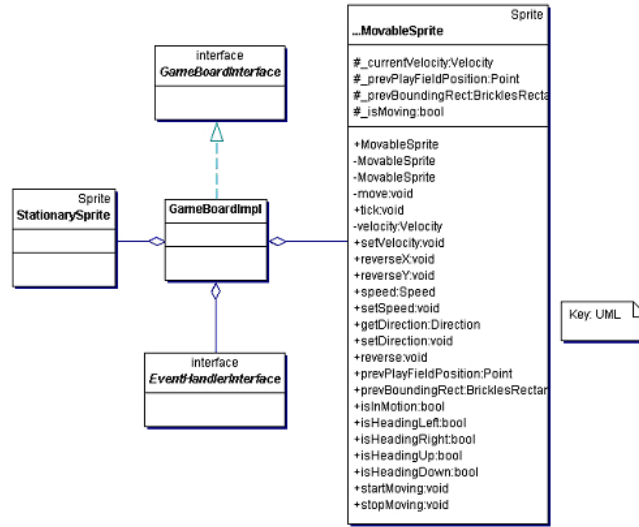 interface
GameBoardInterface
Sprite
StationarySprite
GameBoardImpl
interface
EventHandlerInterface
Sprite
...MovableSprite
#_currentVelocity:Velocity
#_prevPlayFieldPosition:Point
#_prevBoundingRect:BricklesRecta
#_isMoving:bool
+MovableSprite
-MovableSprite
-MovableSprite
-move:void
+tick:void
-velocity:Velocity
+setVelocity:void
+reverseX:void
+reverseY:void
+speed:Speed
+setSpeed:void
+getDirection:Direction
+setDirection:void
+reverse:void
+prevPlayFieldPosition:Point
+prevBoundingRect:BricklesRectan
+isInMotion:bool
+isHeadingLeft:bool
+isHeadingRight:bool
+isHeadingUp:bool
+isHeadingDown:bool
+startMoving:void
+stopMoving:void
Key: UML